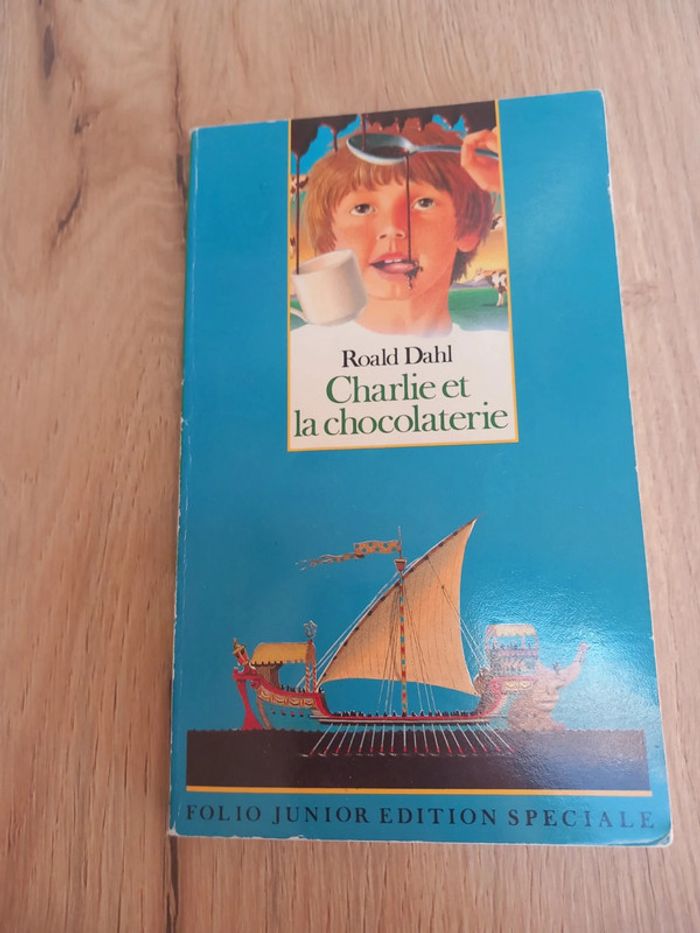 Roald Dahl
Charlie et
la chocolaterie
FOLIO JUNIOR EDITION SPECIALE